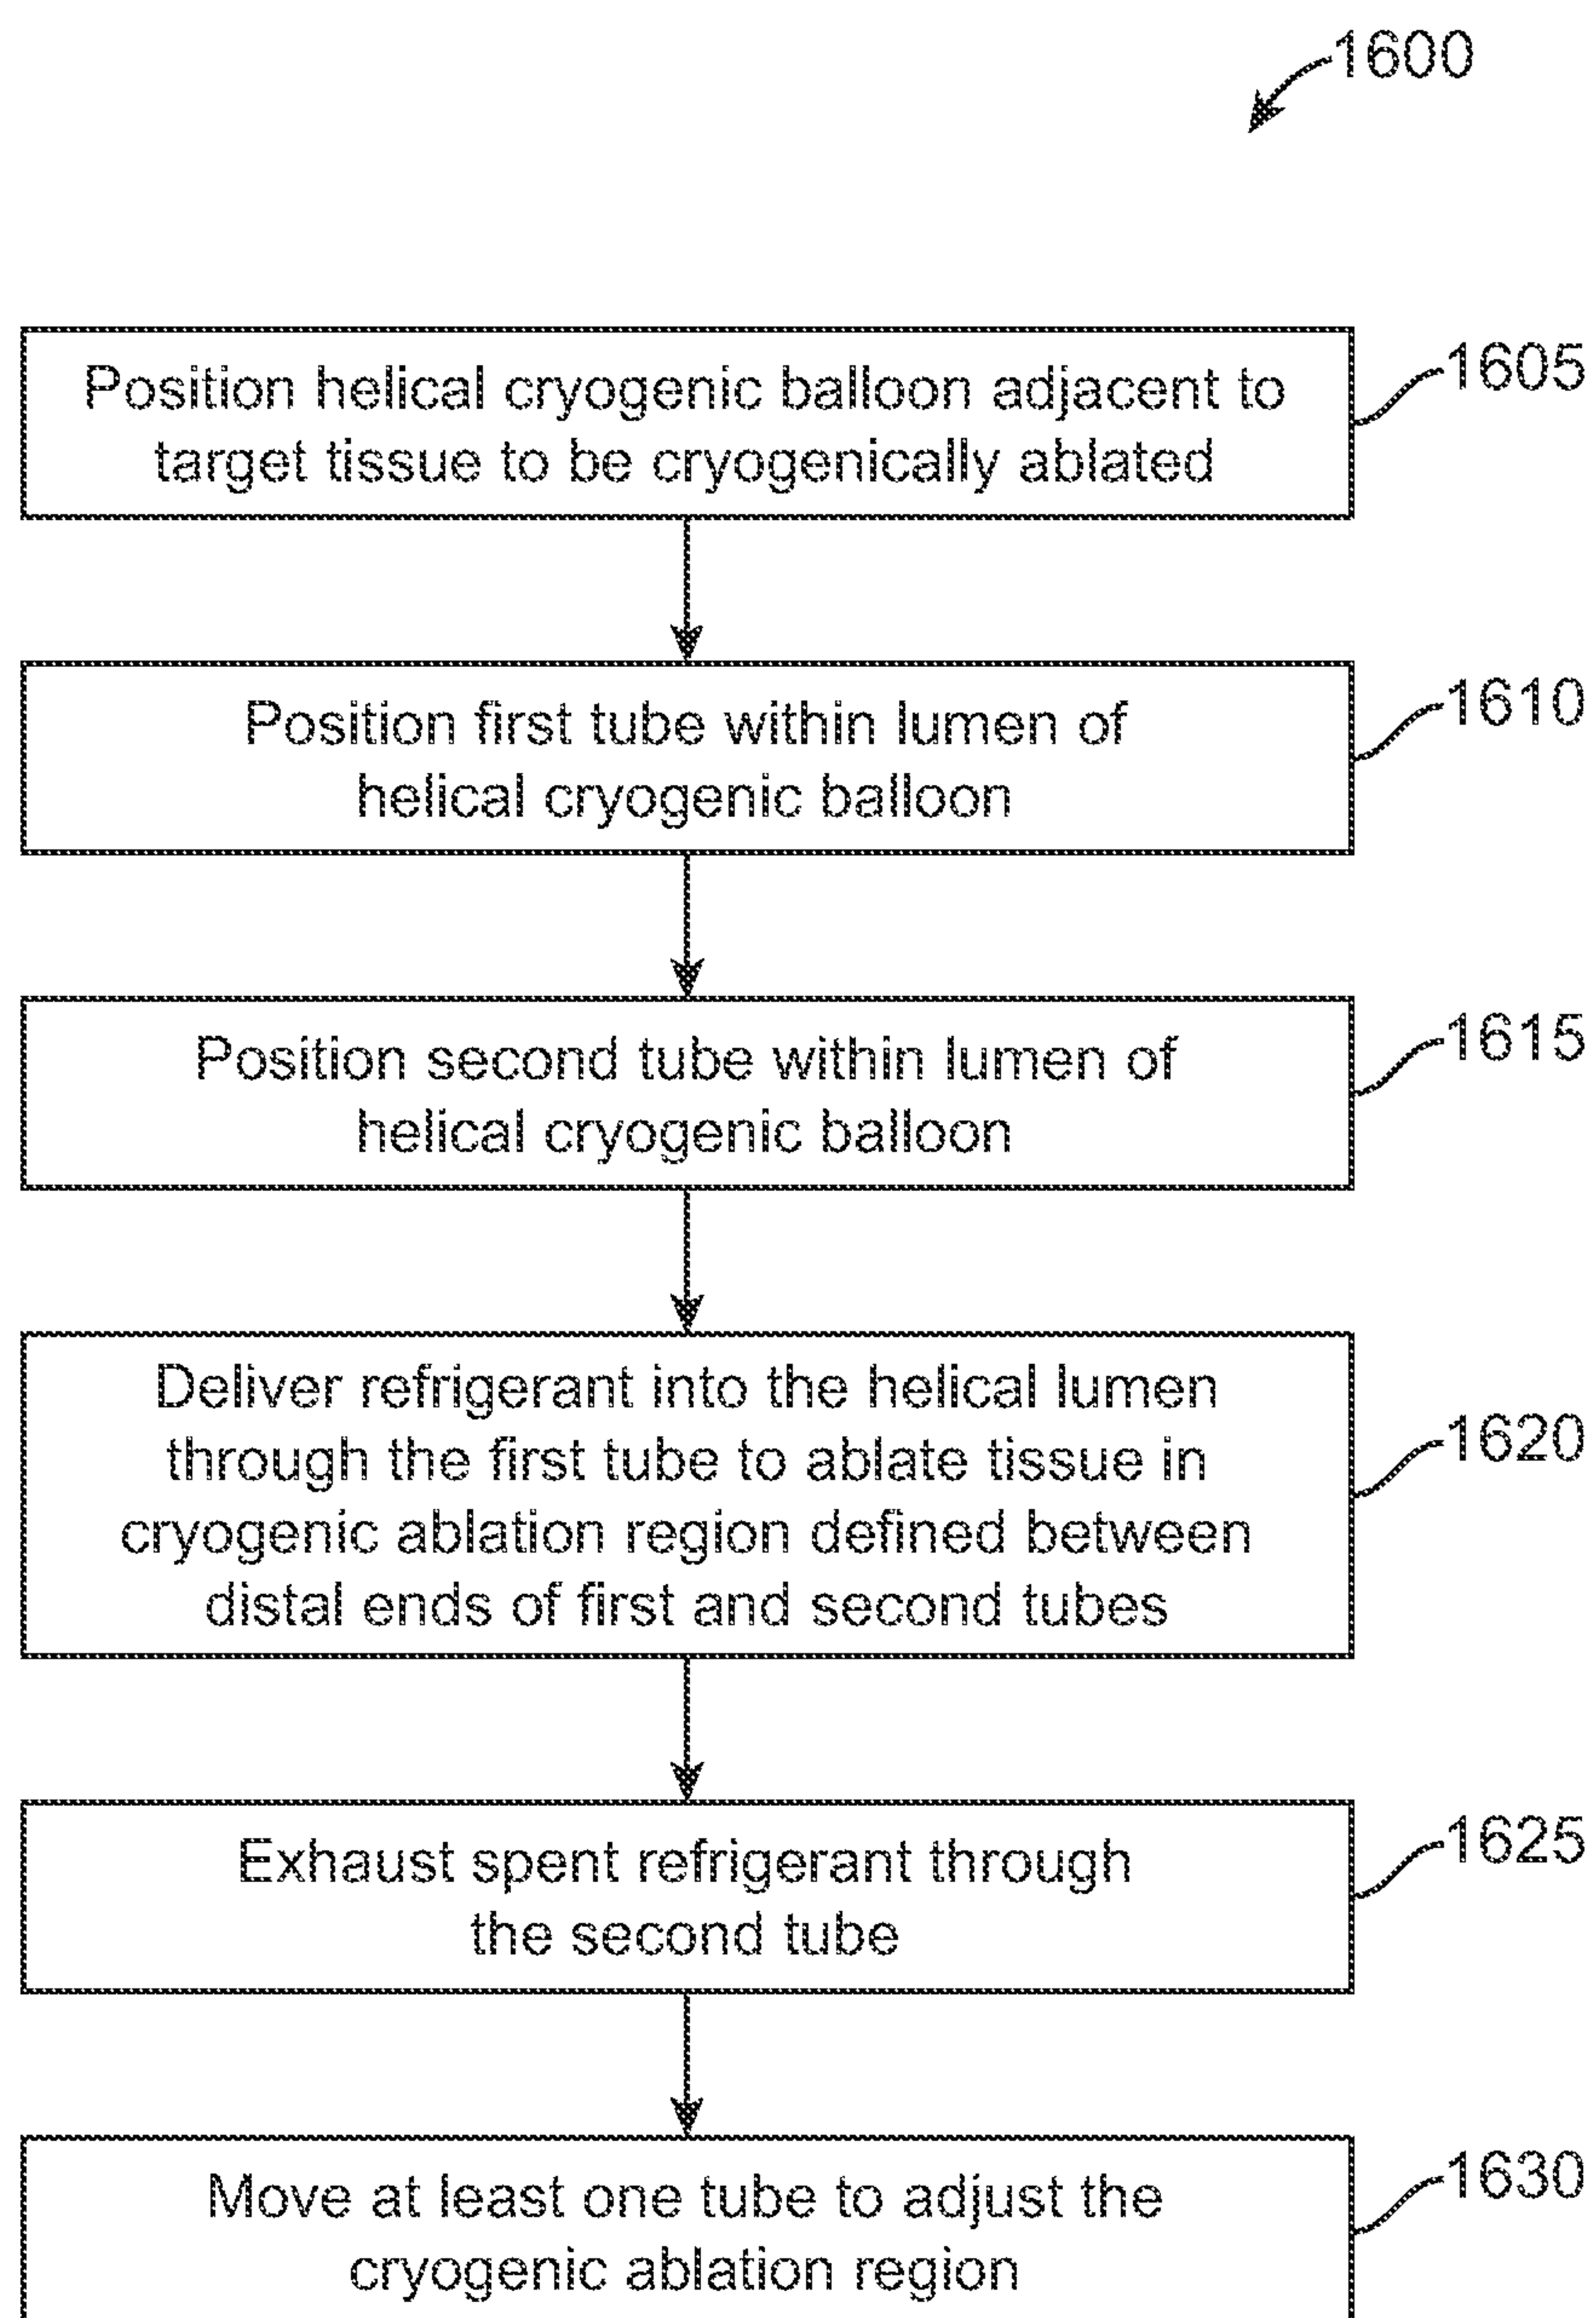 1600
Position helical cryogenic balloon adjacent to
target tissue to be cryogenically ablated
1605
Position first tube within lumen of
helical cryogenic balloon
1610
Position second tube within lumen of
helical cryogenic balloon
1615
Deliver refrigerant into the helical lumen
through the first tube to ablate tissue in
cryogenic ablation region defined between
distal ends of first and second tubes
1620
Exhaust spent refrigerant through
the second tube
1625
Move at least one tube to adjust the
cryogenic ablation region
1630